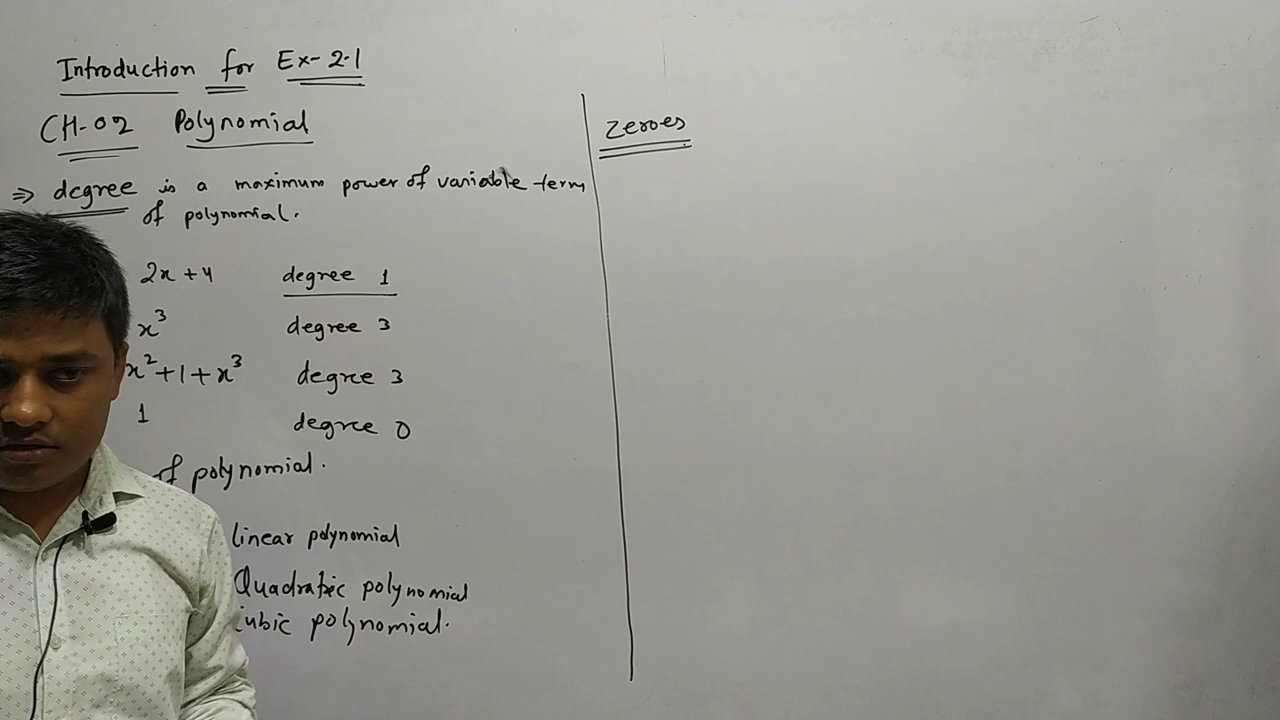 Introduction for Ex-2.1
CH-02 Polynomial
⇒ degree is a maximum power of variable term
of polynomial.
2x+4 degree 1
x³ degree 3
x²+1+x³ degree 3
1 degree 0
of polynomial.
linear polynomial
Quadratic polynomial
cubic polynomial.
zeroes